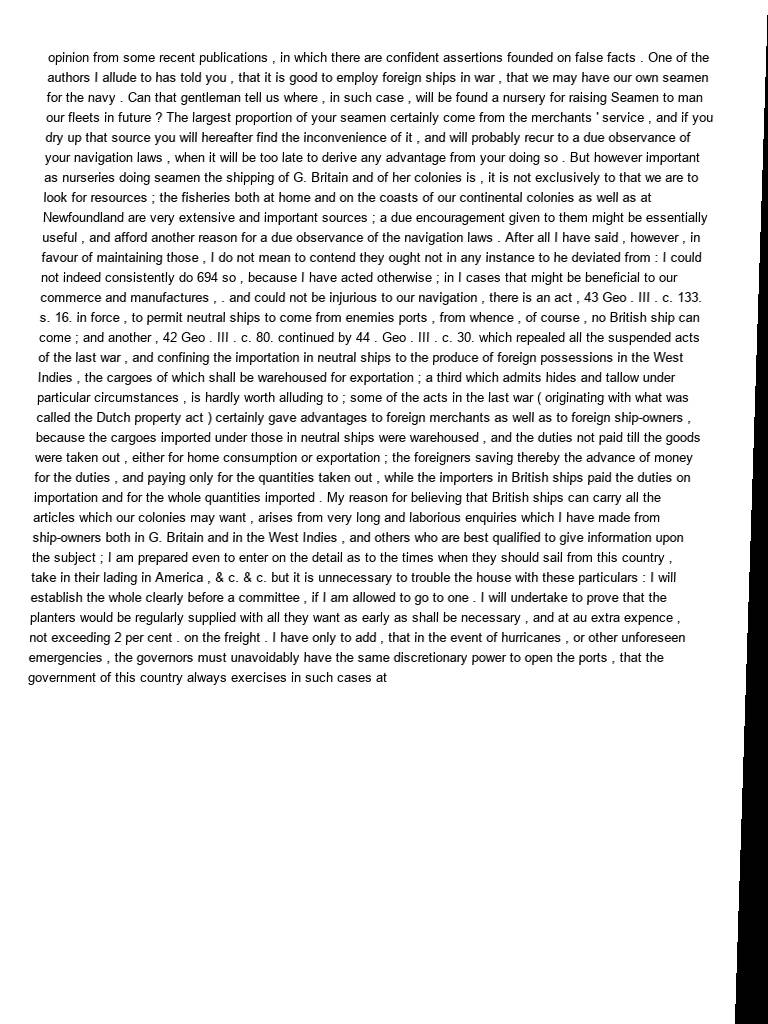 opinion from some recent publications , in which there are confident assertions founded on false facts . One of the
authors I allude to has told you , that it is good to employ foreign ships in war , that we may have our own seamen
for the navy . Can that gentleman tell us where , in such case , will be found a nursery for raising Seamen to man
our fleets in future ? The largest proportion of your seamen certainly come from the merchants ' service , and if you
dry up that source you will hereafter find the inconvenience of it , and will probably recur to a due observance of
your navigation laws , when it will be too late to derive any advantage from your doing so . But however important
as nurseries doing seamen the shipping of G. Britain and of her colonies is , it is not exclusively to that we are to
look for resources ; the fisheries both at home and on the coasts of our continental colonies as well as at
Newfoundland are very extensive and important sources ; a due encouragement given to them might be essentially
useful , and afford another reason for a due observance of the navigation laws . After all I have said , however , in
favour of maintaining those , I do not mean to contend they ought not in any instance to he deviated from : I could
not indeed consistently do 694 so , because I have acted otherwise ; in I cases that might be beneficial to our
commerce and manufactures , . and could not be injurious to our navigation , there is an act , 43 Geo . III . c. 133.
s. 16. in force , to permit neutral ships to come from enemies ports , from whence , of course , no British ship can
come ; and another , 42 Geo . III . c. 80. continued by 44 . Geo . III . c. 30. which repealed all the suspended acts
of the last war , and confining the importation in neutral ships to the produce of foreign possessions in the West
Indies , the cargoes of which shall be warehoused for exportation ; a third which admits hides and tallow under
particular circumstances , is hardly worth alluding to ; some of the acts in the last war ( originating with what was
called the Dutch property act ) certainly gave advantages to foreign merchants as well as to foreign ship-owners ,
because the cargoes imported under those in neutral ships were warehoused , and the duties not paid till the goods
were taken out , either for home consumption or exportation ; the foreigners saving thereby the advance of money
for the duties , and paying only for the quantities taken out , while the importers in British ships paid the duties on
importation and for the whole quantities imported . My reason for believing that British ships can carry all the
articles which our colonies may want , arises from very long and laborious enquiries which I have made from
ship-owners both in G. Britain and in the West Indies , and others who are best qualified to give information upon
the subject ; I am prepared even to enter on the detail as to the times when they should sail from this country ,
take in their lading in America , & c. & c. but it is unnecessary to trouble the house with these particulars : I will
establish the whole clearly before a committee , if I am allowed to go to one . I will undertake to prove that the
planters would be regularly supplied with all they want as early as shall be necessary , and at au extra expence ,
not exceeding 2 per cent . on the freight . I have only to add , that in the event of hurricanes , or other unforeseen
emergencies , the governors must unavoidably have the same discretionary power to open the ports , that the
government of this country always exercises in such cases at